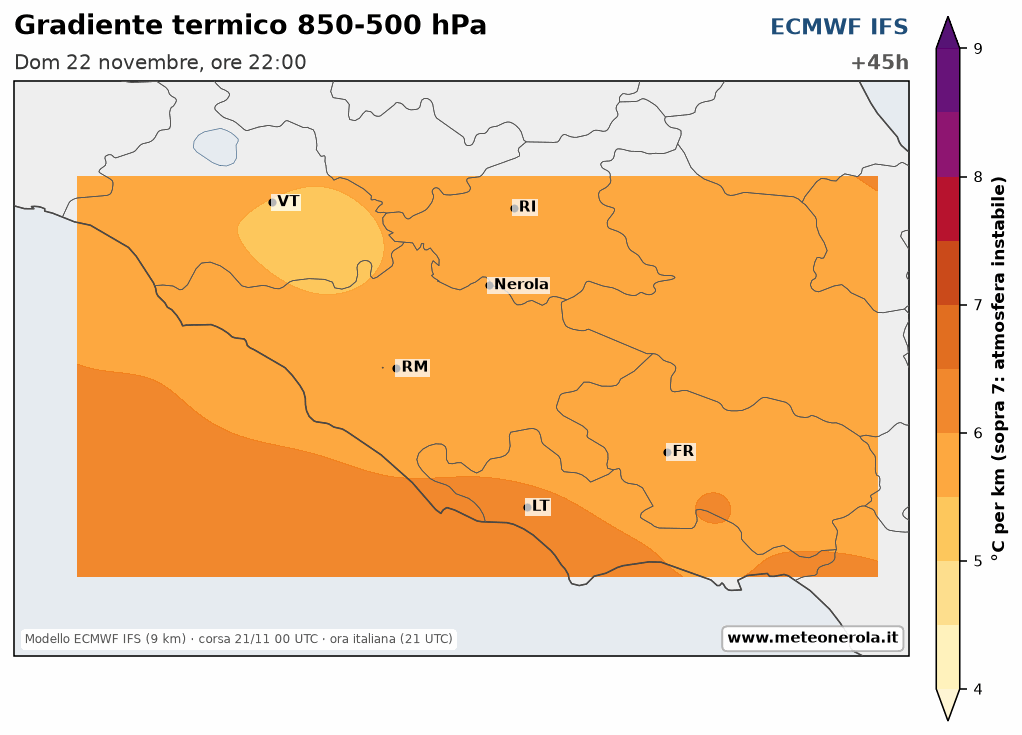 Gradiente termico 850-500 hPa
ECMWF IFS
Dom 22 novembre, ore 22:00
+45h
VT
RI
Nerola
RM
FR
LT
9
8
7
6
5
4
°C per km (sopra 7: atmosfera instabile)
Modello ECMWF IFS (9 km) · corsa 21/11 00 UTC · ora italiana (21 UTC)
www.meteonerola.it